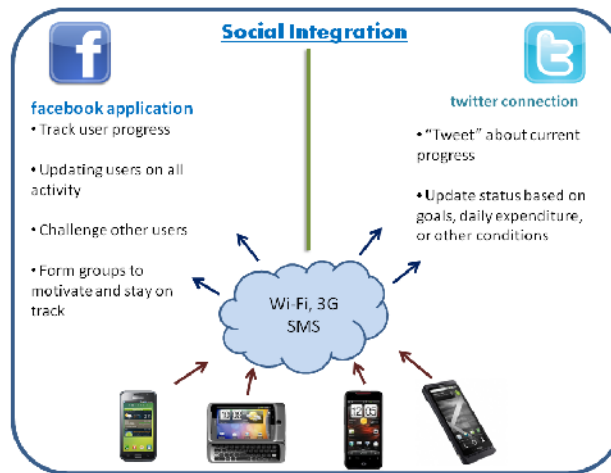 Social Integration
facebook application
• Track user progress
• Updating users on all
activity
• Challenge other users
• Form groups to
motivate and stay on
track
twitter connection
• “Tweet” about current
progress
• Update status based on
goals, daily expenditure,
or other conditions
Wi-Fi, 3G
SMS